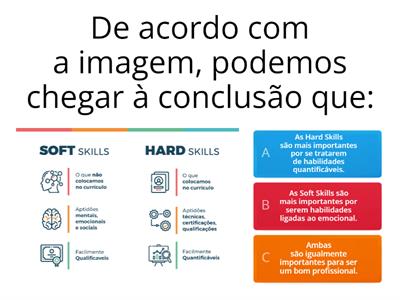 De acordo com
a imagem, podemos
chegar à conclusão que:
SOFT SKILLS
O que não
colocamos
no currículo
Aptidões
mentais,
emocionais
e sociais
Facilmente
Qualificaveis
HARD SKILLS
O que
colocamos
no currículo
Aptidões
técnicas,
certificações,
qualificações
Facilmente
Quantificáveis
A
As Hard Skills
são mais importantes
por se tratarem
de habilidades
quantificáveis.
B
As Soft Skills são
mais importantes por
serem habilidades
ligadas ao emocional.
C
Ambas
são igualmente
importantes para ser
um bom profissional.